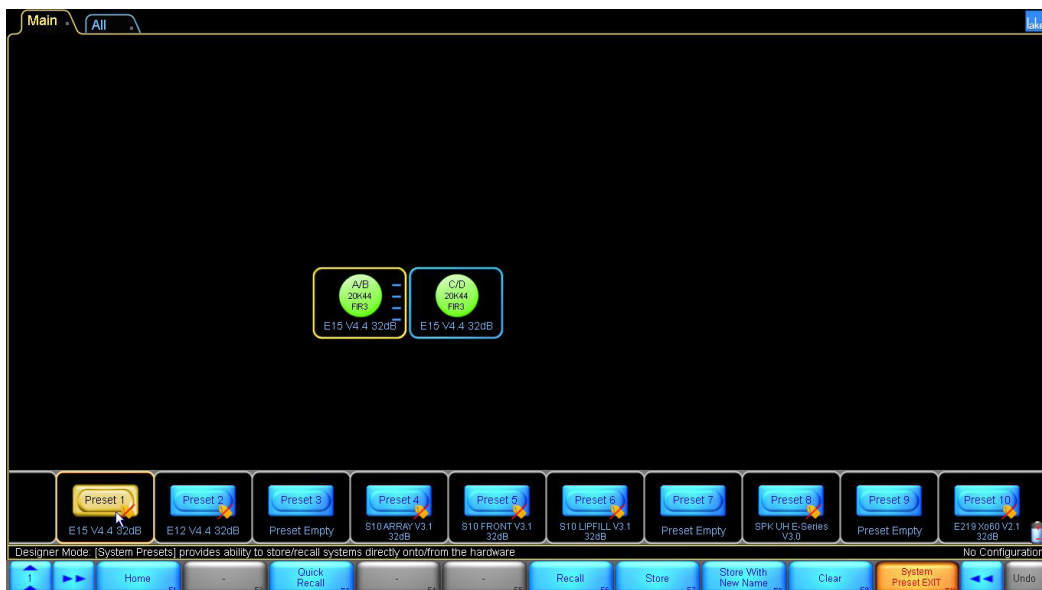 Main
All
lake
A/B
20K44
FIR3
E15 V4.4 32dB
C/D
20K44
FIR3
E15 V4.4 32dB
Preset 1
E15 V4.4 32dB
Preset 2
E12 V4.4 32dB
Preset 3
Preset Empty
Preset 4
S10 ARRAY V3.1
32dB
Preset 5
S10 FRONT V3.1
32dB
Preset 6
S10 LIPFILL V3.1
32dB
Preset 7
Preset Empty
Preset 8
SPK UH E-Series
V3.0
Preset 9
Preset Empty
Preset 10
E219 Xo60 V2.1
32dB
Designer Mode: [System Presets] provides ability to store/recall systems directly onto/from the hardware
No Configuration
1
Home
Quick
Recall
Recall
Store
Store With
New Name
Clear
System
Preset EXIT
Undo